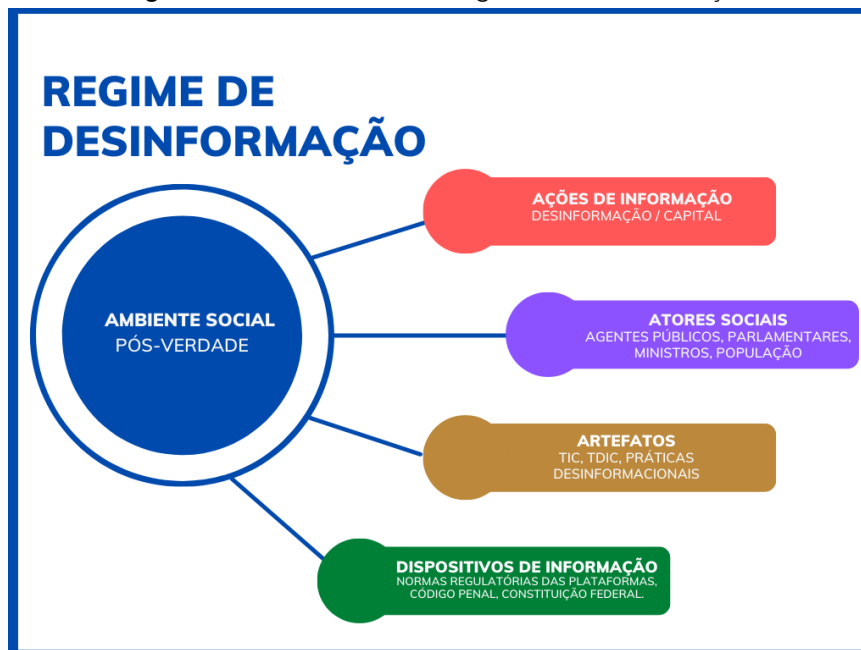 REGIME DE
DESINFORMAÇÃO
AÇÕES DE INFORMAÇÃO
DESINFORMAÇÃO / CAPITAL
AMBIENTE SOCIAL
PÓS-VERDADE
ATORES SOCIAIS
AGENTES PÚBLICOS, PARLAMENTARES,
MINISTROS, POPULAÇÃO
ARTEFATOS
TIC, TDIC, PRÁTICAS
DESINFORMACIONAIS
DISPOSITIVOS DE INFORMAÇÃO
NORMAS REGULATÓRIAS DAS PLATAFORMAS,
CÓDIGO PENAL, CONSTITUIÇÃO FEDERAL.